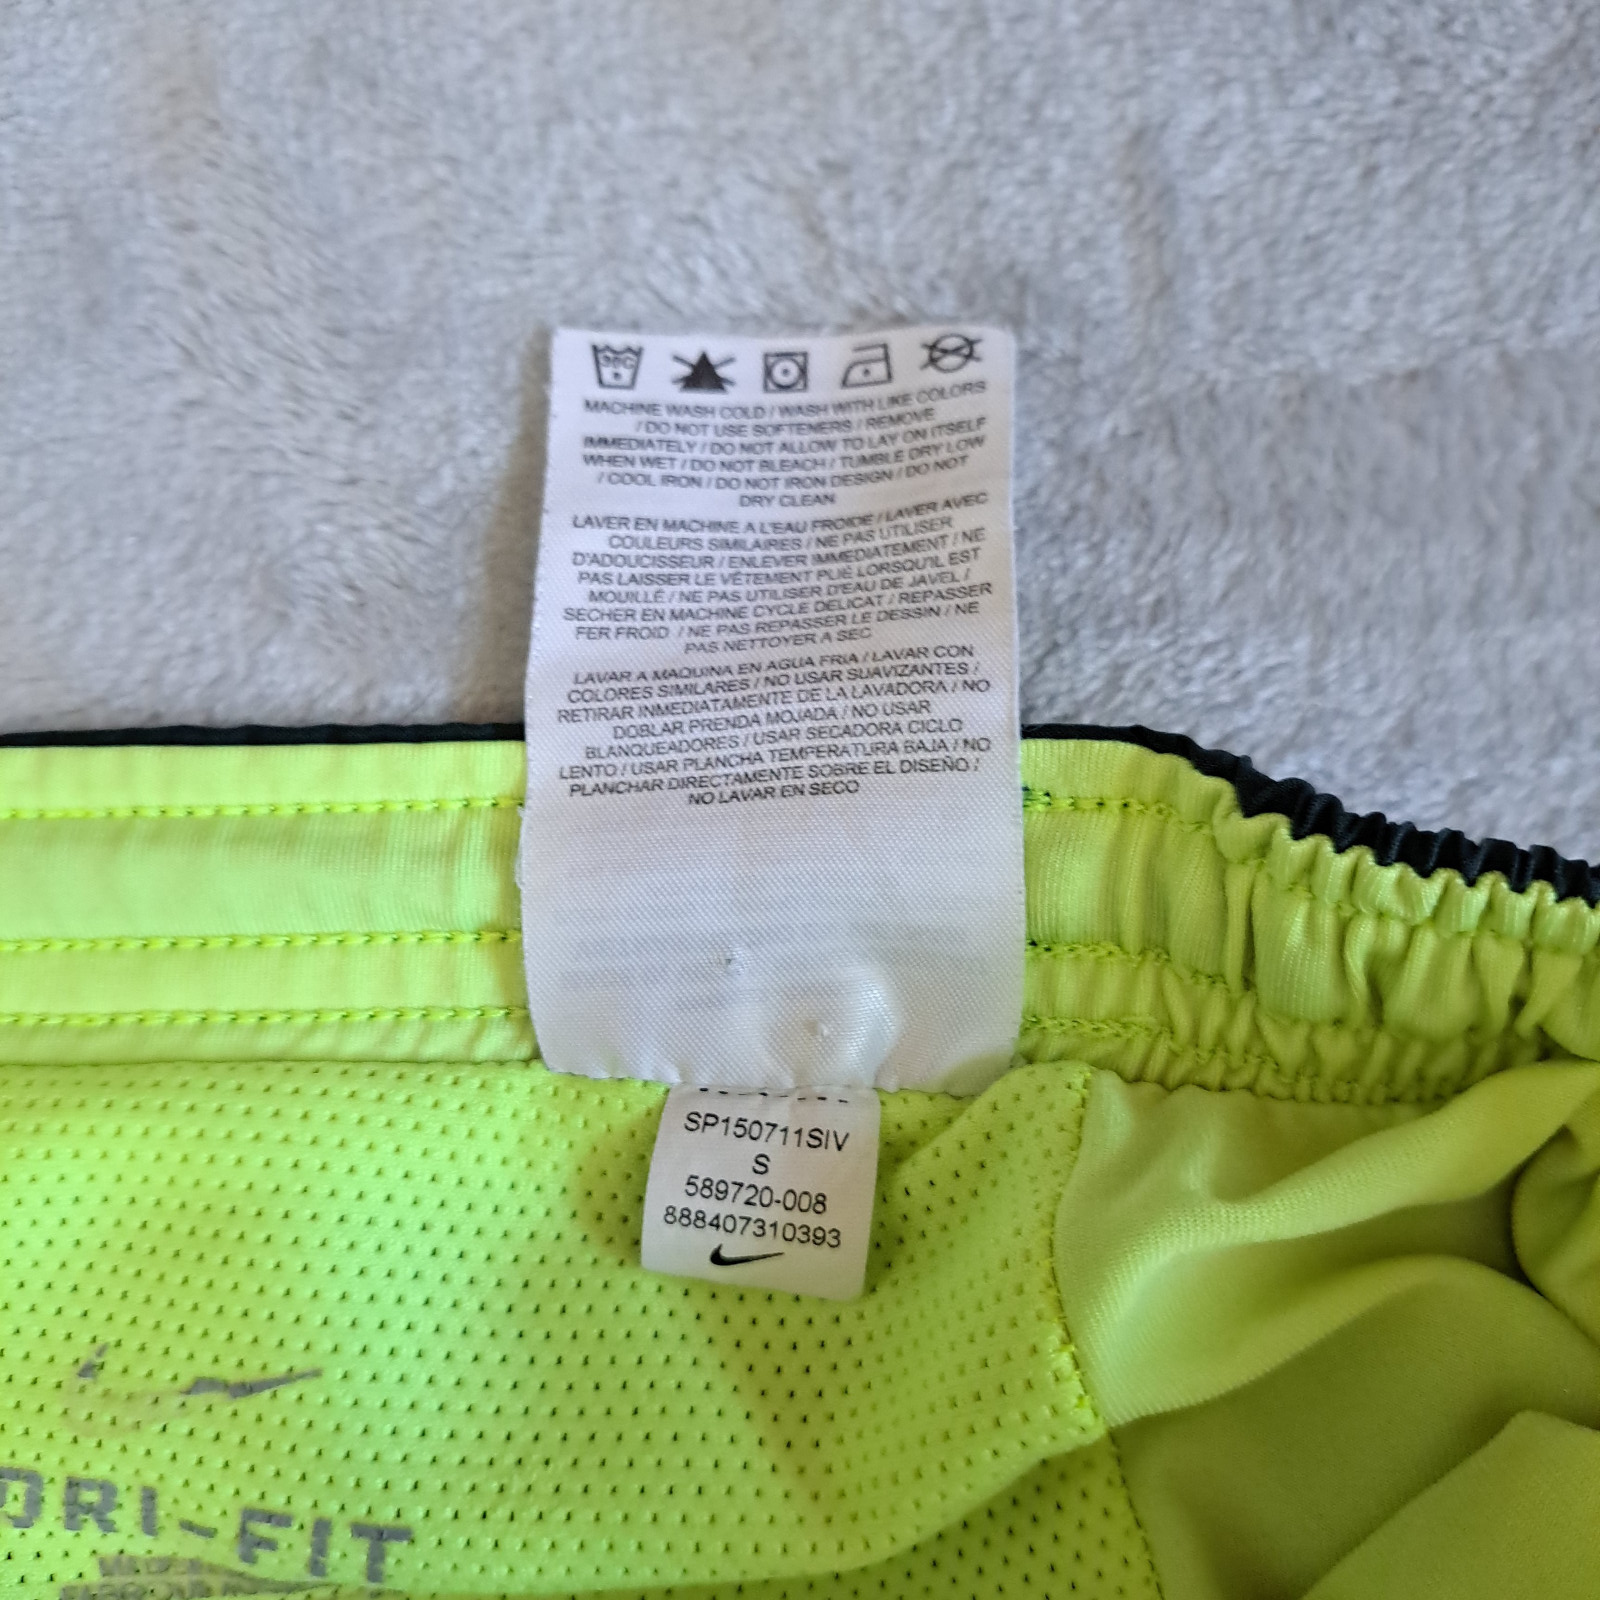 30C
MACHINE WASH COLD / WASH WITH LIKE COLORS
/ DO NOT USE SOFTENERS / REMOVE
IMMEDIATELY / DO NOT ALLOW TO LAY ON ITSELF
WHEN WET / DO NOT BLEACH / TUMBLE DRY LOW
/ COOL IRON / DO NOT IRON DESIGN / DO NOT
DRY CLEAN
LAVER EN MACHINE A L'EAU FROIDE / LAVER AVEC
COULEURS SIMILAIRES / NE PAS UTILISER
D'ADOUCISSEUR / ENLEVER IMMEDIATEMENT / NE
PAS LAISSER LE VÊTEMENT PLIÉ LORSQU'IL EST
MOUILLÉ / NE PAS UTILISER D'EAU DE JAVEL /
SECHER EN MACHINE CYCLE DELICAT / REPASSER
FER FROID / NE PAS REPASSER LE DESSIN / NE
PAS NETTOYER A SEC
LAVAR A MAQUINA EN AGUA FRIA / LAVAR CON
COLORES SIMILARES / NO USAR SUAVIZANTES /
RETIRAR INMEDIATAMENTE DE LA LAVADORA / NO
DOBLAR PRENDA MOJADA / NO USAR
BLANQUEADORES / USAR SECADORA CICLO
LENTO / USAR PLANCHA TEMPERATURA BAJA / NO
PLANCHAR DIRECTAMENTE SOBRE EL DISEÑO /
NO LAVAR EN SECO
SP150711SIV
S
589720-008
888407310393
DRI-FIT